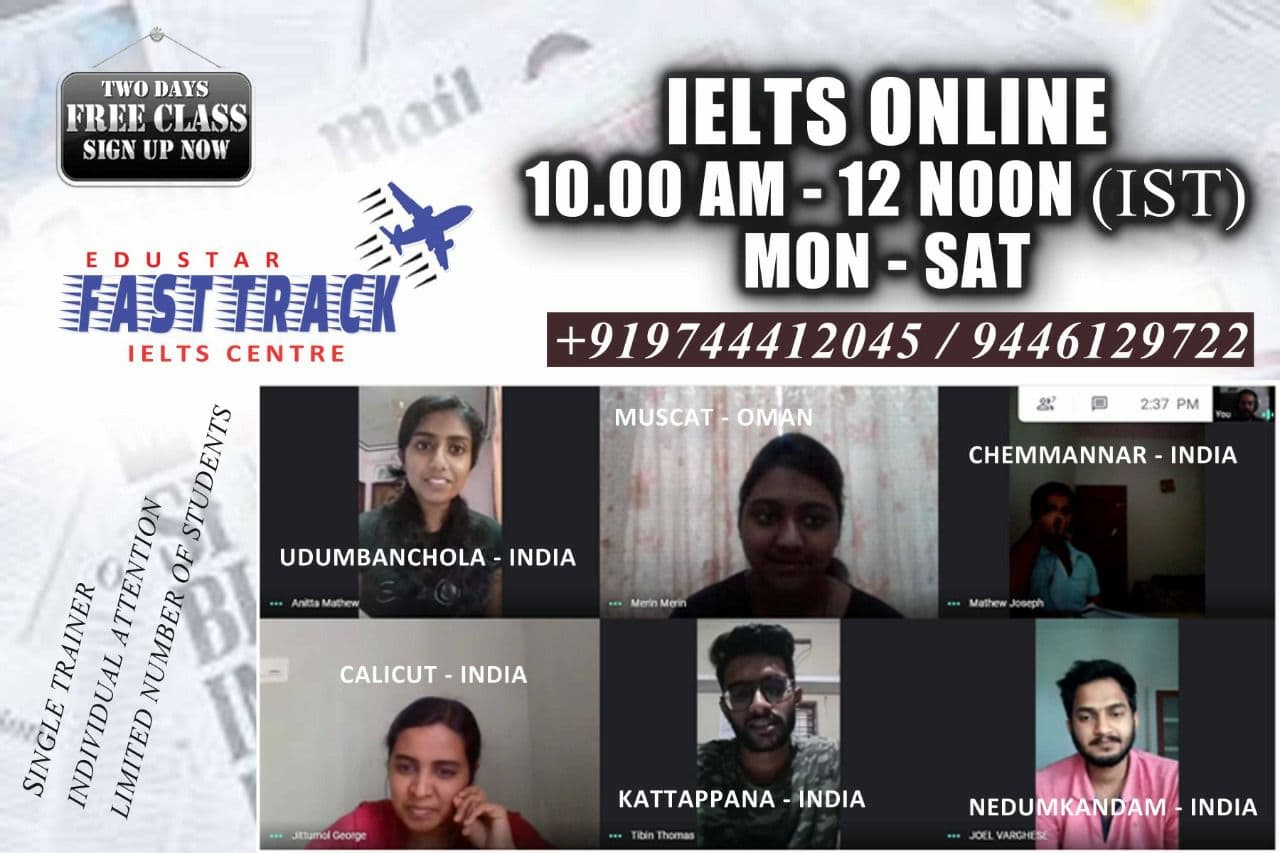 TWO DAYS
FREE CLASS
SIGN UP NOW
EDUSTAR
FAST TRACK
IELTS CENTRE
IELTS ONLINE
10.00 AM - 12 NOON (IST)
MON - SAT
+919744412045 / 9446129722
Mail
SINGLE TRAINER
INDIVIDUAL ATTENTION
LIMITED NUMBER OF STUDENTS
UDUMBANCHOLA - INDIA
Anitta Mathew
MUSCAT - OMAN
Merin Merin
2:37 PM
You
CHEMMANNAR - INDIA
Mathew Joseph
CALICUT - INDIA
Jittumol George
KATTAPPANA - INDIA
Tibin Thomas
NEDUMKANDAM - INDIA
JOEL VARGHESE